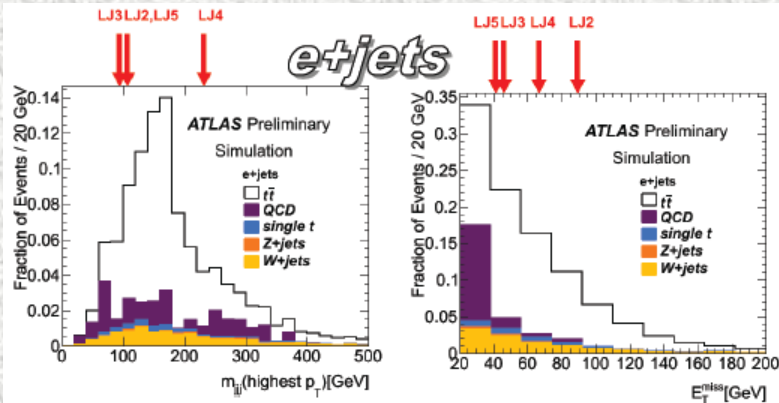 LJ3 LJ2,LJ5 LJ4
LJ5 LJ3 LJ4 LJ2
e+jets
Fraction of Events / 20 GeV
0.14
0.12
0.1
0.08
0.06
0.04
0.02
0
ATLAS Preliminary
Simulation
e+jets
tt̄
QCD
single t
Z+jets
W+jets
100 200 300 400 500
m_jjj(highest p_T)[GeV]
Fraction of Events / 20 GeV
0.35
0.3
0.25
0.2
0.15
0.1
0.05
0
ATLAS Preliminary
Simulation
e+jets
tt̄
QCD
single t
Z+jets
W+jets
20 40 60 80 100 120 140 160 180 200
E_T^miss[GeV]